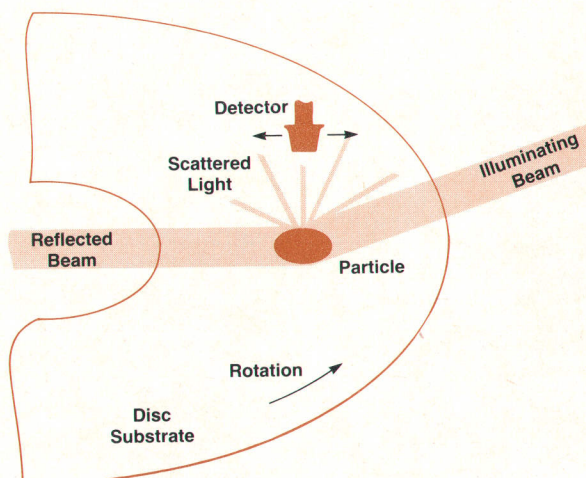 Detector
Scattered
Light
Illuminating
Beam
Reflected
Beam
Particle
Rotation
Disc
Substrate